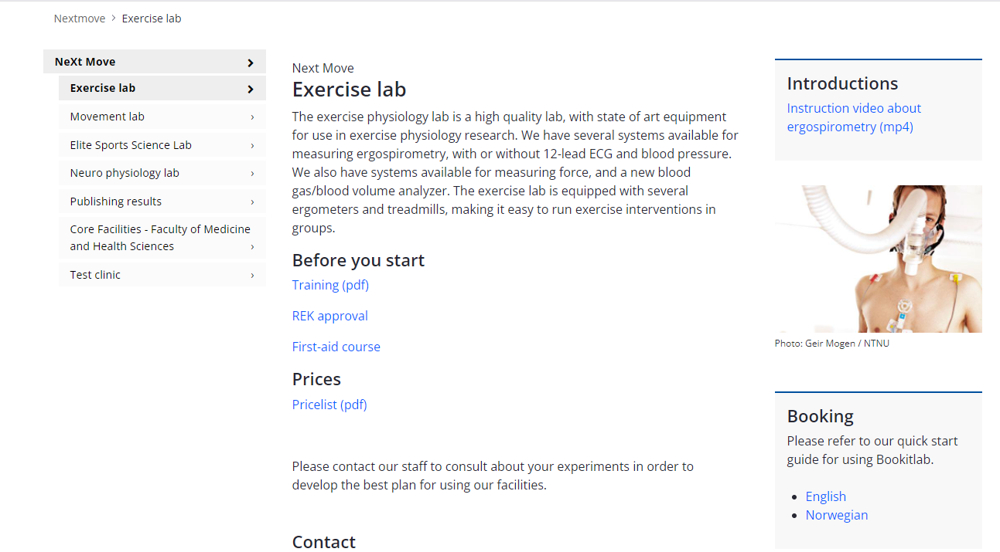 Nextmove > Exercise lab
NeXt Move
Exercise lab
Movement lab
Elite Sports Science Lab
Neuro physiology lab
Publishing results
Core Facilities - Faculty of Medicine
and Health Sciences
Test clinic
Next Move
Exercise lab
The exercise physiology lab is a high quality lab, with state of art equipment
for use in exercise physiology research. We have several systems available for
measuring ergospirometry, with or without 12-lead ECG and blood pressure.
We also have systems available for measuring force, and a new blood
gas/blood volume analyzer. The exercise lab is equipped with several
ergometers and treadmills, making it easy to run exercise interventions in
groups.
Before you start
Training (pdf)
REK approval
First-aid course
Prices
Pricelist (pdf)
Please contact our staff to consult about your experiments in order to
develop the best plan for using our facilities.
Contact
Introductions
Instruction video about
ergospirometry (mp4)
Photo: Geir Mogen / NTNU
Booking
Please refer to our quick start
guide for using Bookitlab.
English
Norwegian